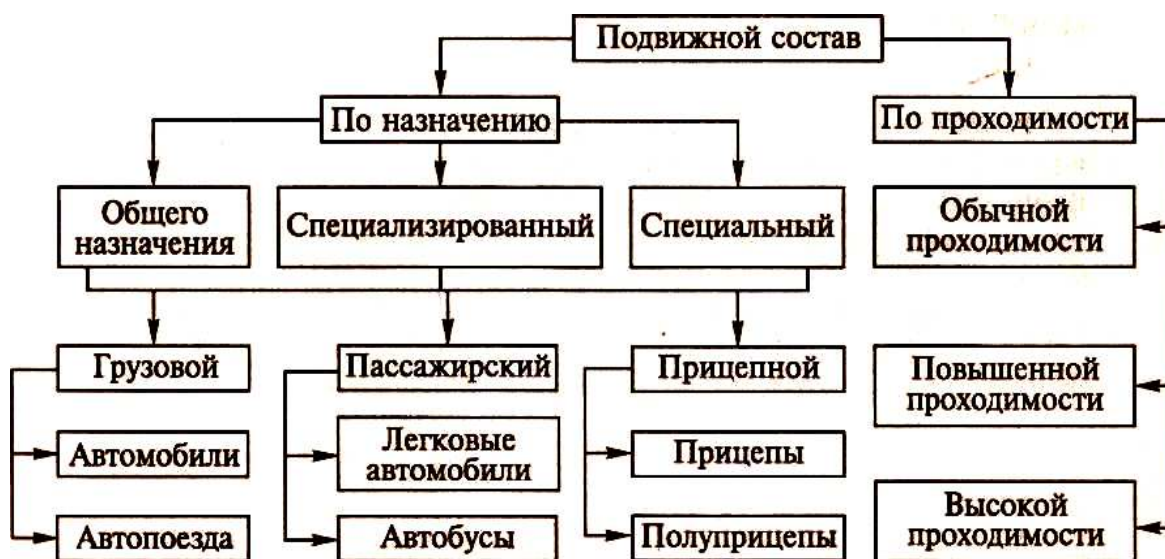 Подвижной состав
По назначению
По проходимости
Общего
назначения
Специализированный
Специальный
Обычной
проходимости
Грузовой
Пассажирский
Прицепной
Повышенной
проходимости
Автомобили
Легковые
автомобили
Прицепы
Автопоезда
Автобусы
Полуприцепы
Высокой
проходимости